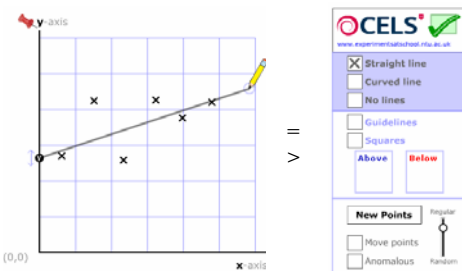 y-axis
(0,0)
x-axis
=
>
OCELS
www.experimentsatschool.ntu.ac.uk
Straight line
Curved line
No lines
Guidelines
Squares
Above Below
New Points
Regular
Move points
Anomalous
Random